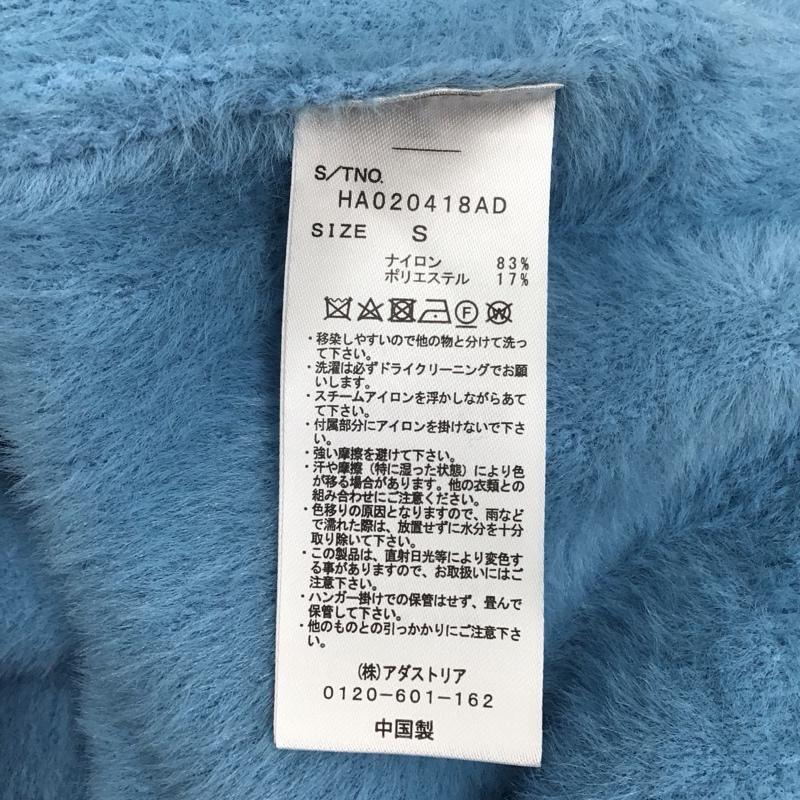 S/TNO.
HA020418AD
SIZE S
ナイロン 83%
ポリエステル 17%
・移染しやすいので他の物と分けて洗っ
て下さい。
・洗濯は必ずドライクリーニングでお願
いします。
・スチームアイロンを浮かしながらあて
て下さい。
・付属部分にアイロンを掛けないで下さ
い。
・強い摩擦を避けて下さい。
・汗や摩擦（特に湿った状態）により色
が移る場合があります。他の衣類との
組み合わせにご注意ください。
・色移りの原因となりますので、雨など
で濡れた際は、放置せずに水分を十分
取り除いて下さい。
・この製品は、直射日光等により変色す
る事がありますので、お取扱いにはご
注意下さい。
・ハンガー掛けでの保管はせず、畳んで
保管して下さい。
・他のものとの引っかかりにご注意下さ
い。
(株)アダストリア
0120-601-162
中国製